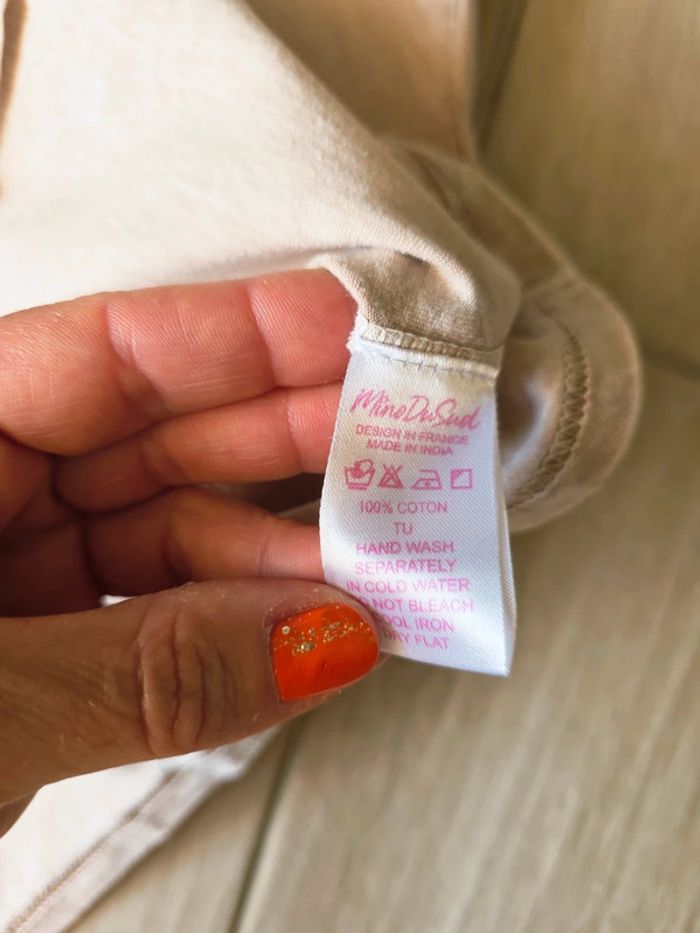 MinoDuSud
DESIGN IN FRANCE
MADE IN INDIA
100% COTON
TU
HAND WASH
SEPARATELY
IN COLD WATER
NOT BLEACH
IRON
DRY FLAT